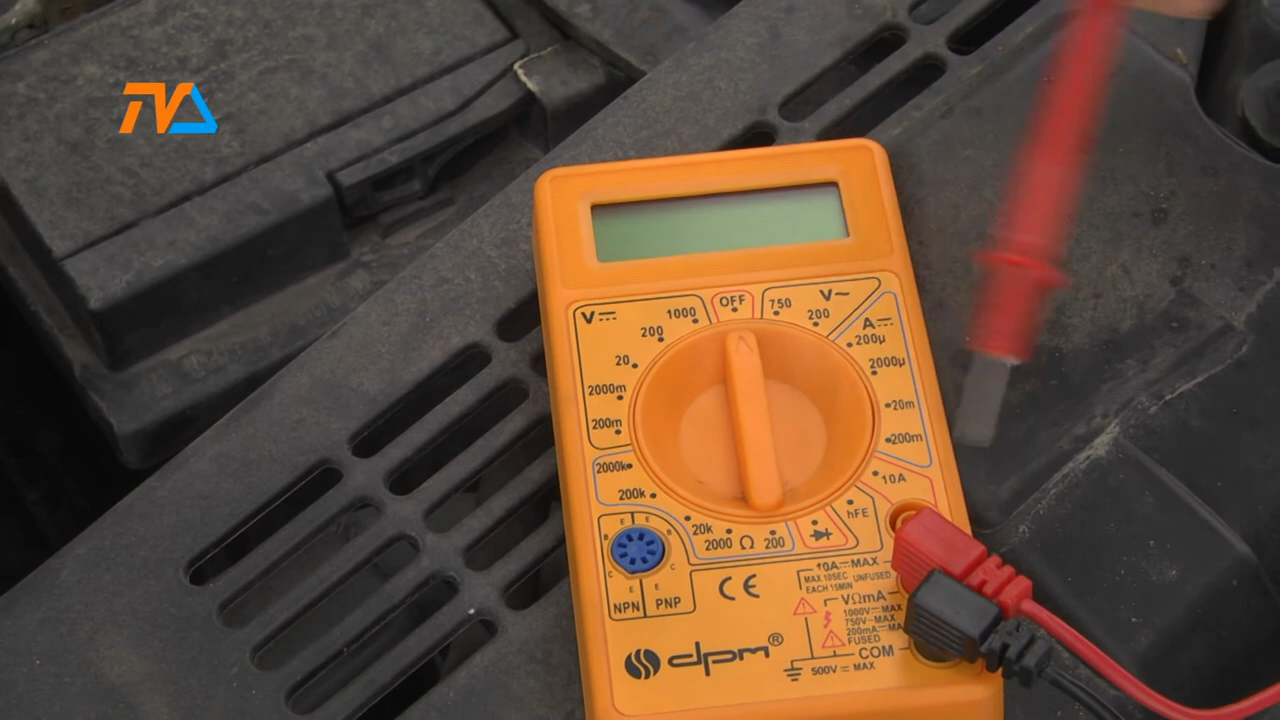 TVA
OFF
V⎓
1000
200
20
2000m
200m
750
V~
200
A⎓
200µ
2000µ
20m
200m
10A
hFE
2000k
200k
20k
2000 Ω 200
E E
B B
C C
E E
NPN PNP
CE
10A⎓MAX
MAX 10SEC UNFUSED
EACH 15MIN
VΩmA
1000V⎓MAX
750V~MAX
200mA⎓MA
FUSED
COM
500V⎓MAX
dpm®